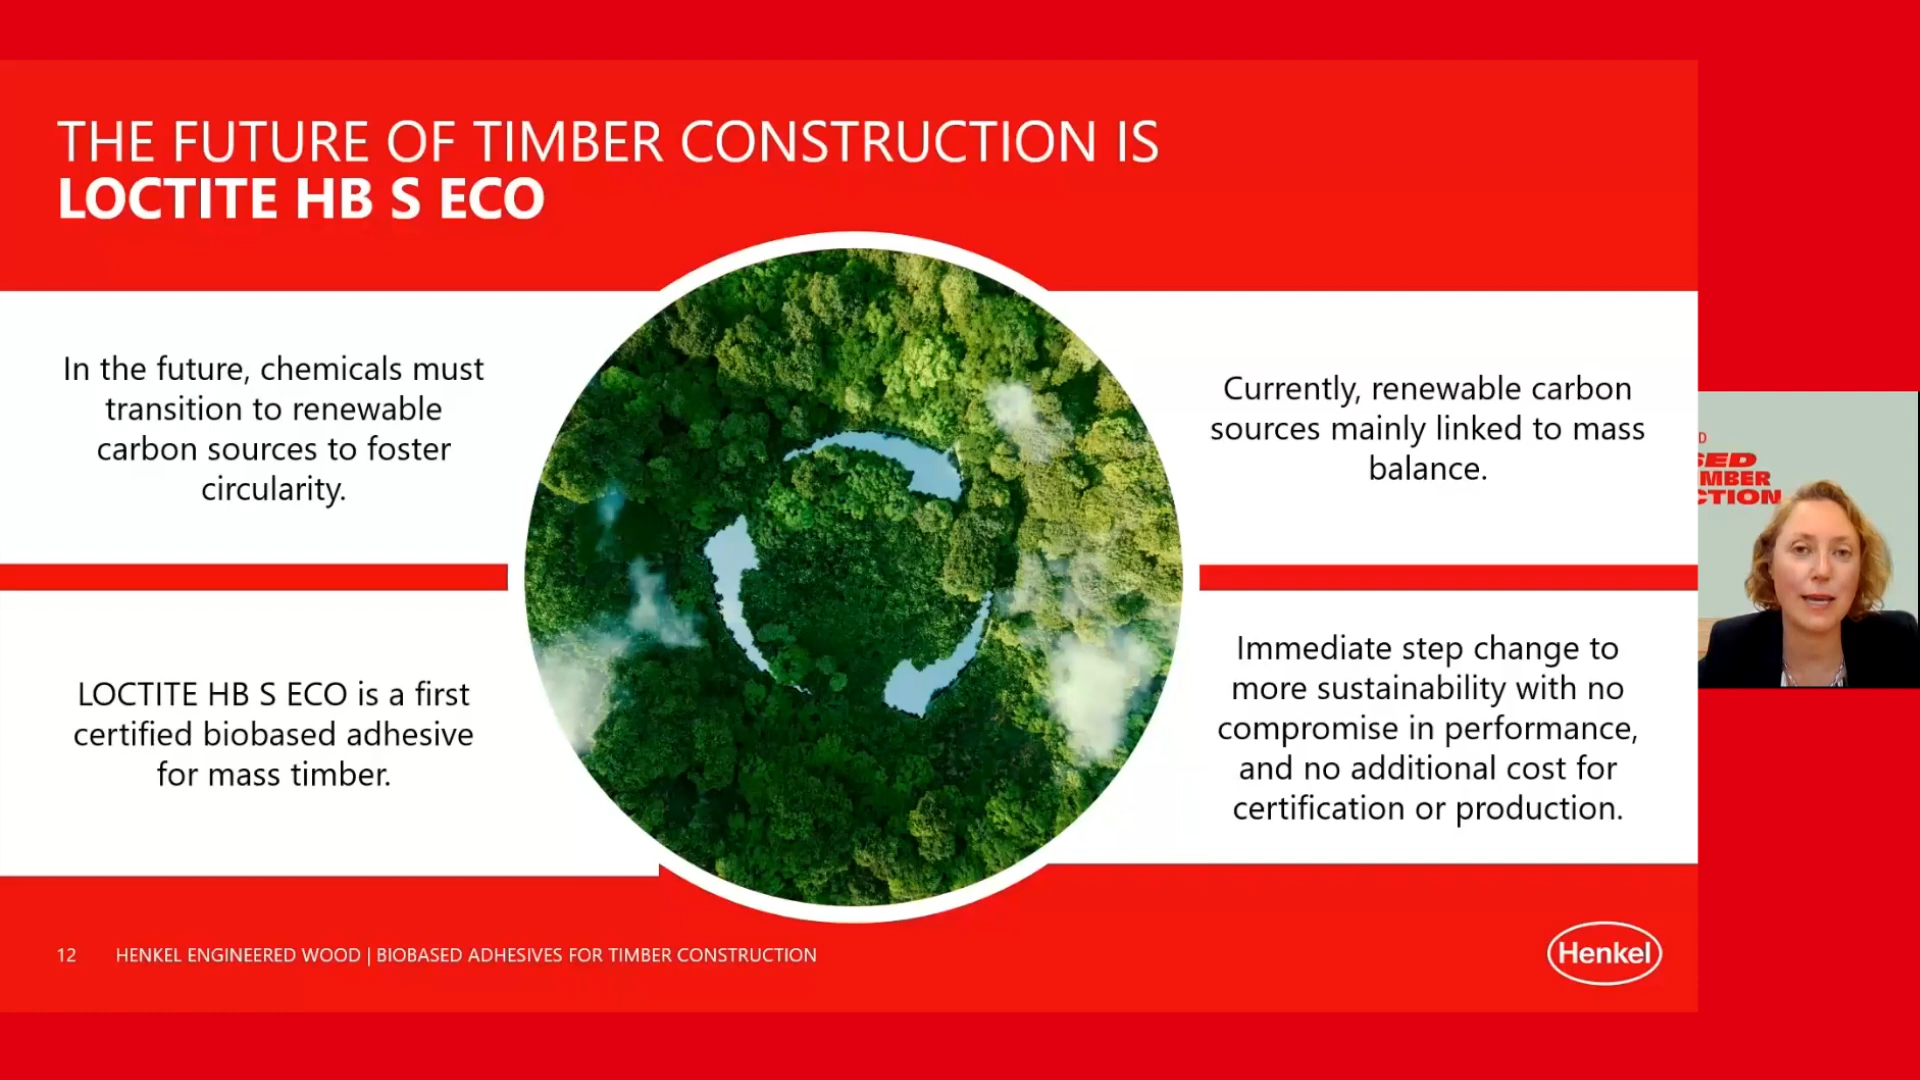 THE FUTURE OF TIMBER CONSTRUCTION IS
LOCTITE HB S ECO
In the future, chemicals must
transition to renewable
carbon sources to foster
circularity.
Currently, renewable carbon
sources mainly linked to mass
balance.
LOCTITE HB S ECO is a first
certified biobased adhesive
for mass timber.
Immediate step change to
more sustainability with no
compromise in performance,
and no additional cost for
certification or production.
D
SED
MBER
CTION
12 HENKEL ENGINEERED WOOD | BIOBASED ADHESIVES FOR TIMBER CONSTRUCTION
Henkel